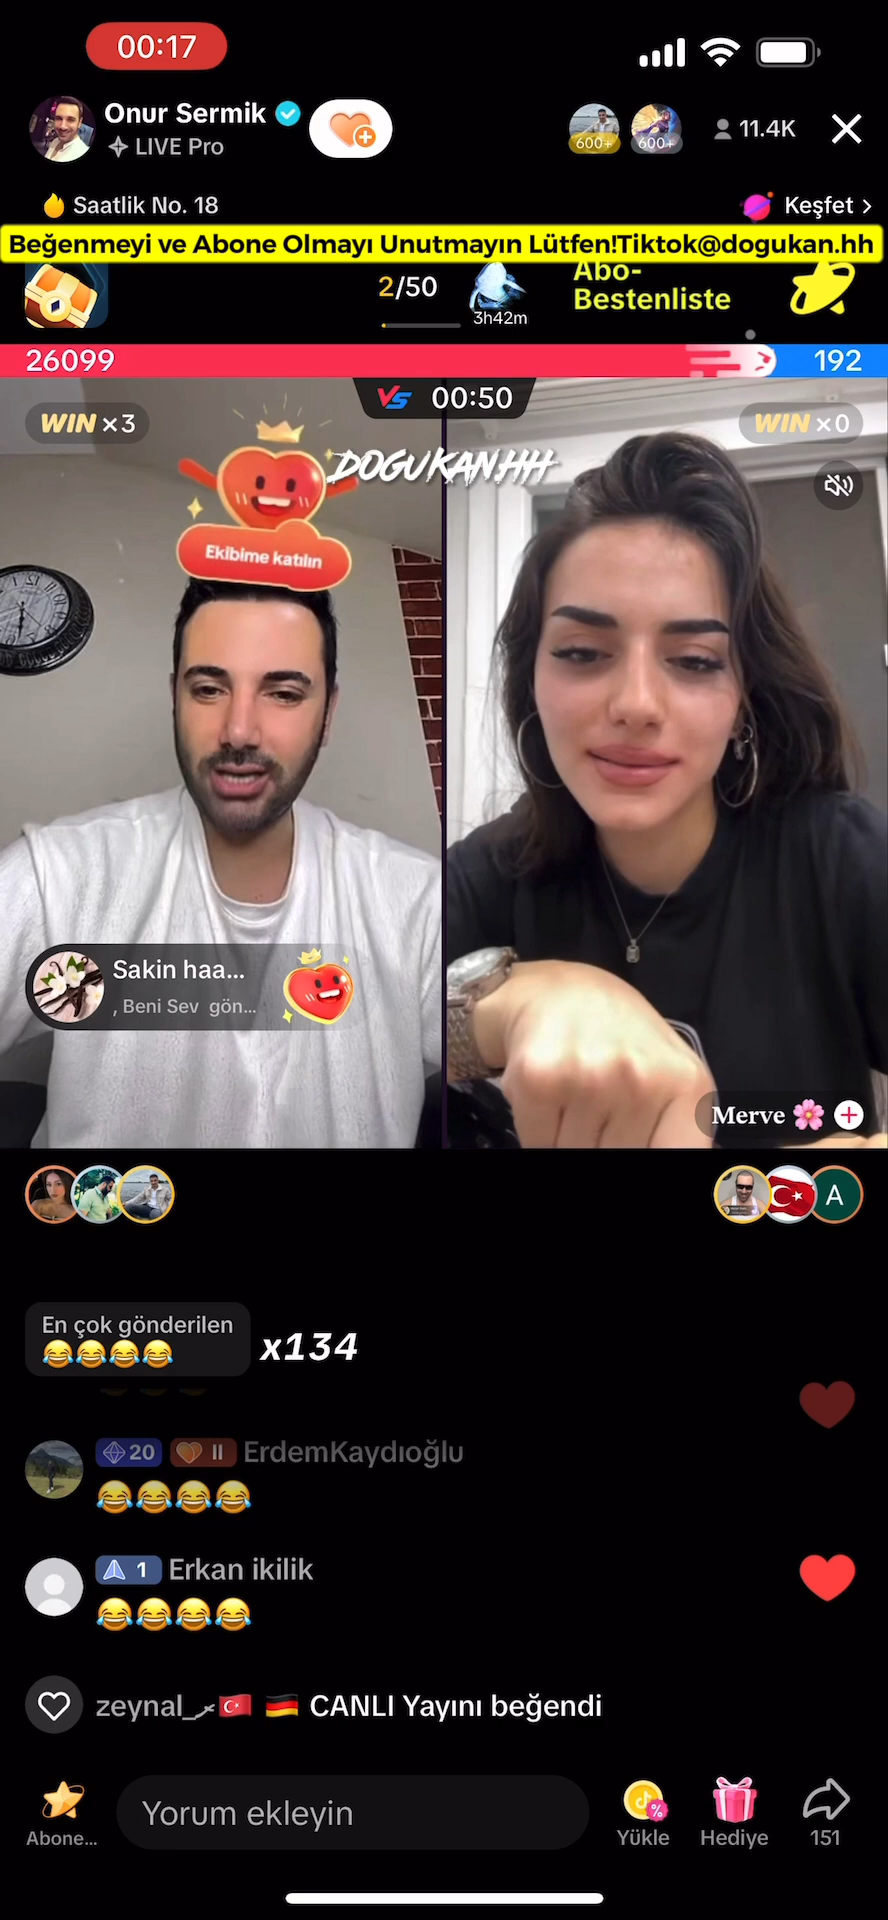 00:17
Onur Sermik
LIVE Pro
600+
600+
11.4K
Saatlik No. 18
Keşfet >
Beğenmeyi ve Abone Olmayı Unutmayın Lütfen!Tiktok@dogukan.hh
2/50
3h42m
Abo-
Bestenliste
26099
192
VS 00:50
WIN x3
WIN x0
DOGUKAN.HH
Ekibime katılın
Sakin haa...
, Beni Sev gön...
Merve
A
En çok gönderilen
x134
20 II ErdemKaydıoğlu
1 Erkan ikilik
zeynal_ CANLI Yayını beğendi
Abone...
Yorum ekleyin
Yükle
Hediye
151